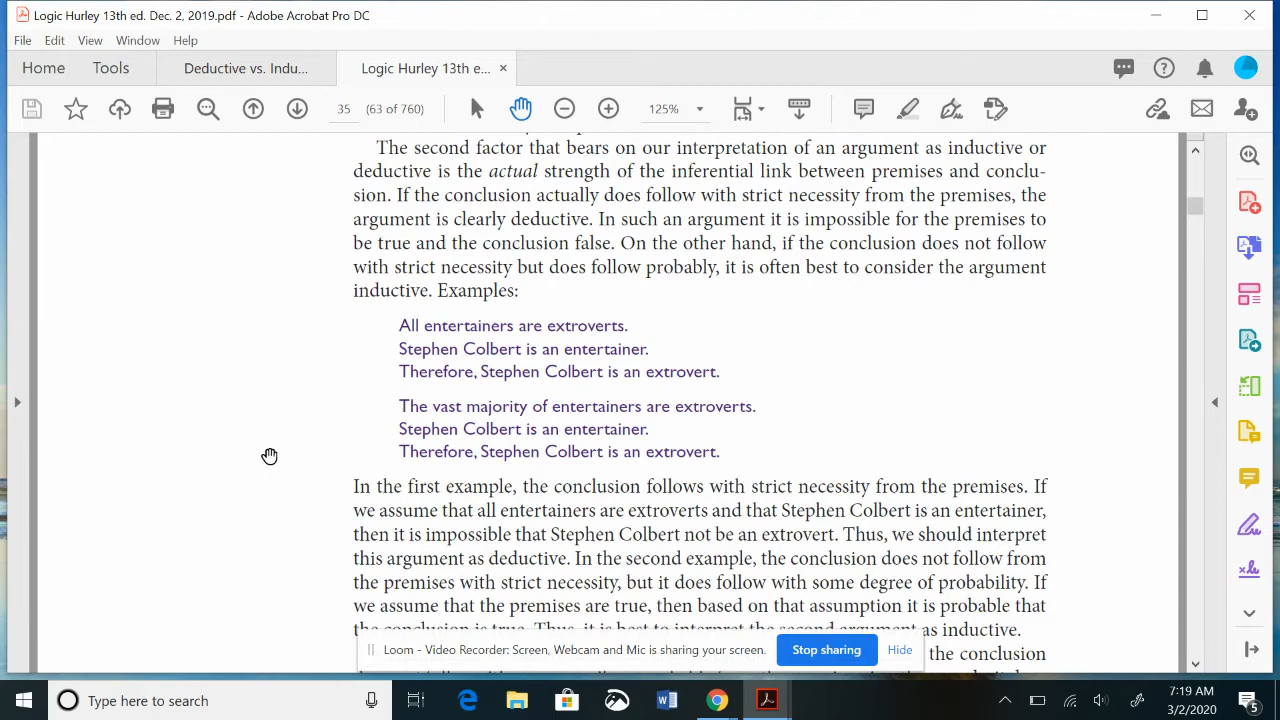 Logic Hurley 13th ed. Dec. 2, 2019.pdf - Adobe Acrobat Pro DC
File Edit View Window Help
Home Tools Deductive vs. Indu... Logic Hurley 13th e... ×
35 (63 of 760) 125%
The second factor that bears on our interpretation of an argument as inductive or
deductive is the actual strength of the inferential link between premises and conclu-
sion. If the conclusion actually does follow with strict necessity from the premises, the
argument is clearly deductive. In such an argument it is impossible for the premises to
be true and the conclusion false. On the other hand, if the conclusion does not follow
with strict necessity but does follow probably, it is often best to consider the argument
inductive. Examples:
All entertainers are extroverts.
Stephen Colbert is an entertainer.
Therefore, Stephen Colbert is an extrovert.
The vast majority of entertainers are extroverts.
Stephen Colbert is an entertainer.
Therefore, Stephen Colbert is an extrovert.
In the first example, the conclusion follows with strict necessity from the premises. If
we assume that all entertainers are extroverts and that Stephen Colbert is an entertainer,
then it is impossible that Stephen Colbert not be an extrovert. Thus, we should interpret
this argument as deductive. In the second example, the conclusion does not follow from
the premises with strict necessity, but it does follow with some degree of probability. If
we assume that the premises are true, then based on that assumption it is probable that
the conclusion is true. Thus, it is best to interpret the second argument as inductive.
the conclusion
Loom - Video Recorder: Screen, Webcam and Mic is sharing your screen. Stop sharing Hide
Type here to search
7:19 AM
3/2/2020
5